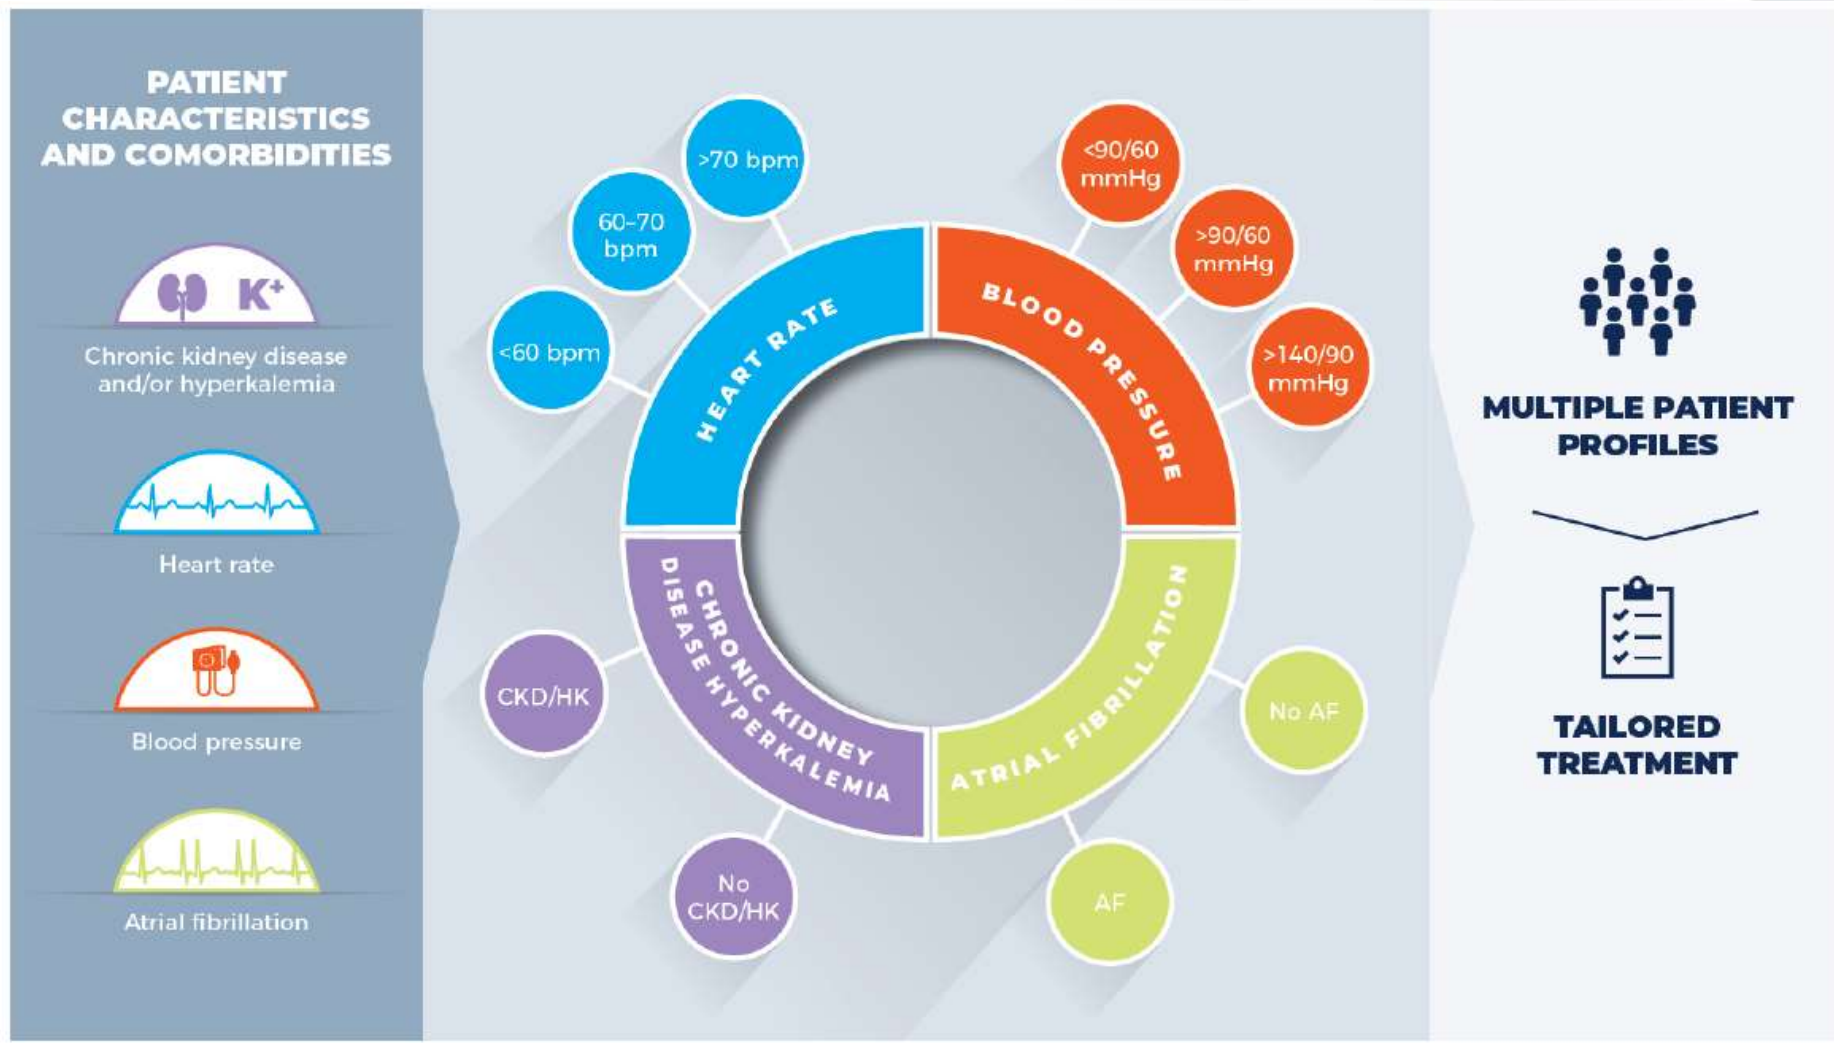 PATIENT
CHARACTERISTICS
AND COMORBIDITIES
K+
Chronic kidney disease
and/or hyperkalemia
Heart rate
Blood pressure
Atrial fibrillation
>70 bpm
60–70
bpm
<60 bpm
HEART RATE
<90/60
mmHg
>90/60
mmHg
>140/90
mmHg
BLOOD PRESSURE
CHRONIC KIDNEY
DISEASE HYPERKALEMIA
CKD/HK
No
CKD/HK
ATRIAL FIBRILLATION
No AF
AF
MULTIPLE PATIENT
PROFILES
TAILORED
TREATMENT